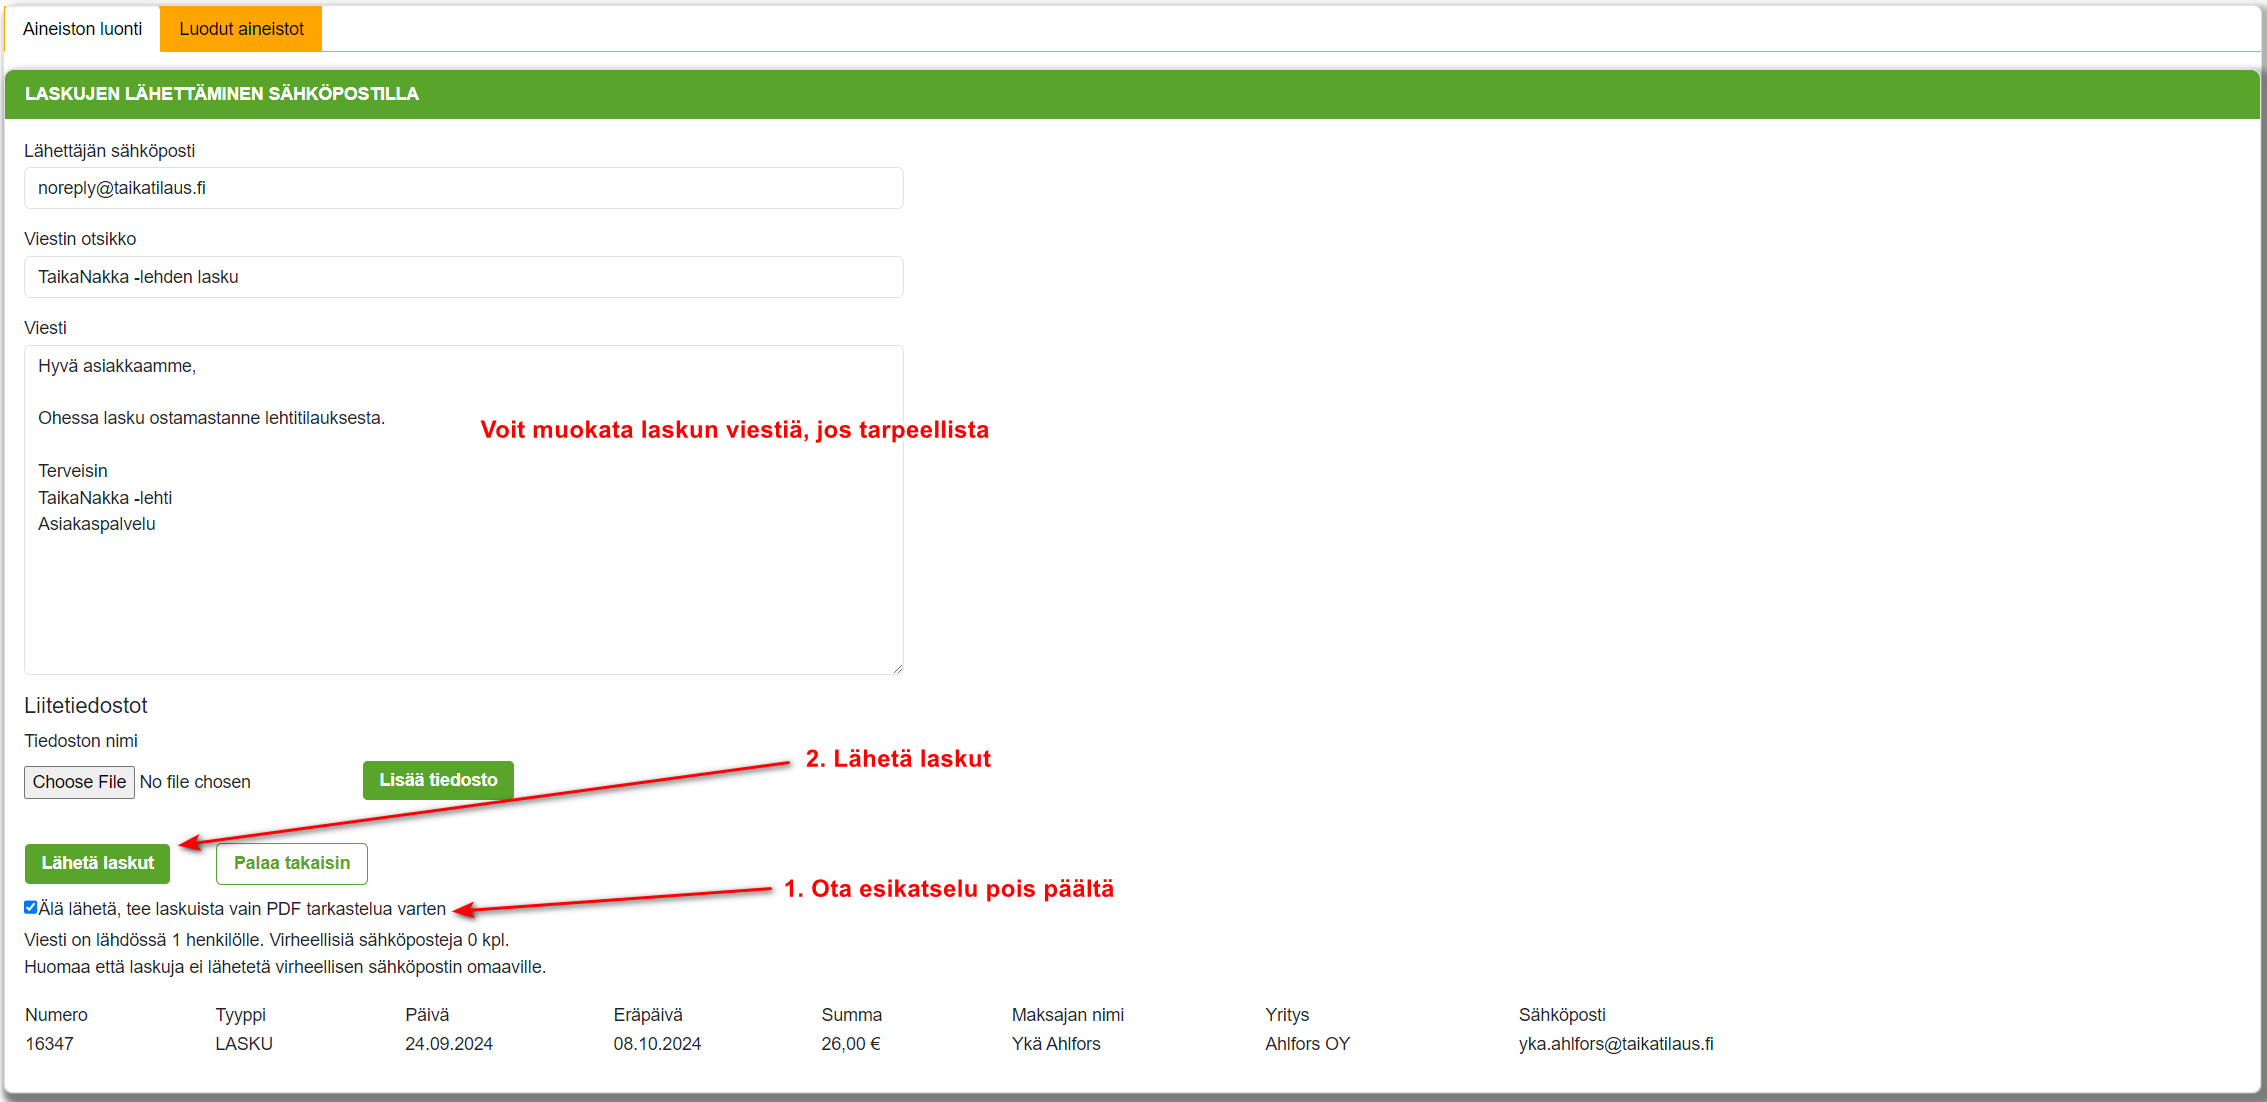 Aineiston luonti
Luodut aineistot
LASKUJEN LÄHETTÄMINEN SÄHKÖPOSTILLA
Lähettäjän sähköposti
noreply@taikatilaus.fi
Viestin otsikko
TaikaNakka -lehden lasku
Viesti
Hyvä asiakkaamme,
Ohessa lasku ostamastanne lehtitilauksesta.
Voit muokata laskun viestiä, jos tarpeellista
Terveisin
TaikaNakka -lehti
Asiakaspalvelu
Liitetiedostot
Tiedoston nimi
2. Lähetä laskut
Choose File No file chosen
Lisää tiedosto
Lähetä laskut
Palaa takaisin
1. Ota esikatselu pois päältä
Älä lähetä, tee laskuista vain PDF tarkastelua varten
Viesti on lähdössä 1 henkilölle. Virheellisiä sähköposteja 0 kpl.
Huomaa että laskuja ei lähetetä virheellisen sähköpostin omaaville.
Numero Tyyppi Päivä Eräpäivä Summa Maksajan nimi Yritys Sähköposti
16347 LASKU 24.09.2024 08.10.2024 26,00 € Ykä Ahlfors Ahlfors OY yka.ahlfors@taikatilaus.fi